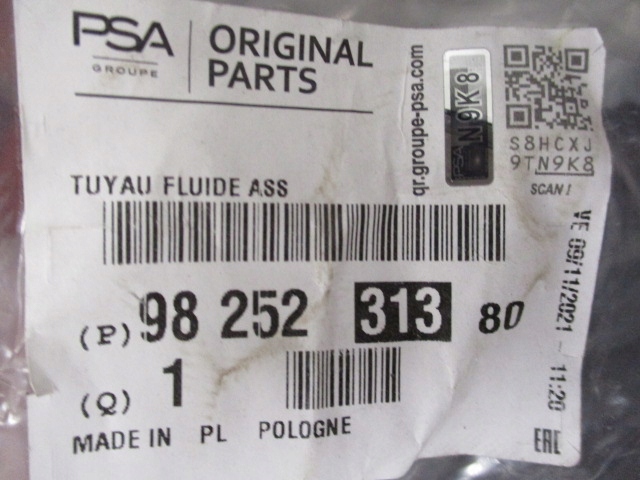 PSA
GROUPE
ORIGINAL
PARTS
qr.groupe-psa.com
PSA N9K8
S8HCXJ
9TN9K8
SCAN !
TUYAU FLUIDE ASS
(P) 98 252 313 80
(Q) 1
MADE IN PL POLOGNE
VE 09/11/2021 - 11:20
EAC